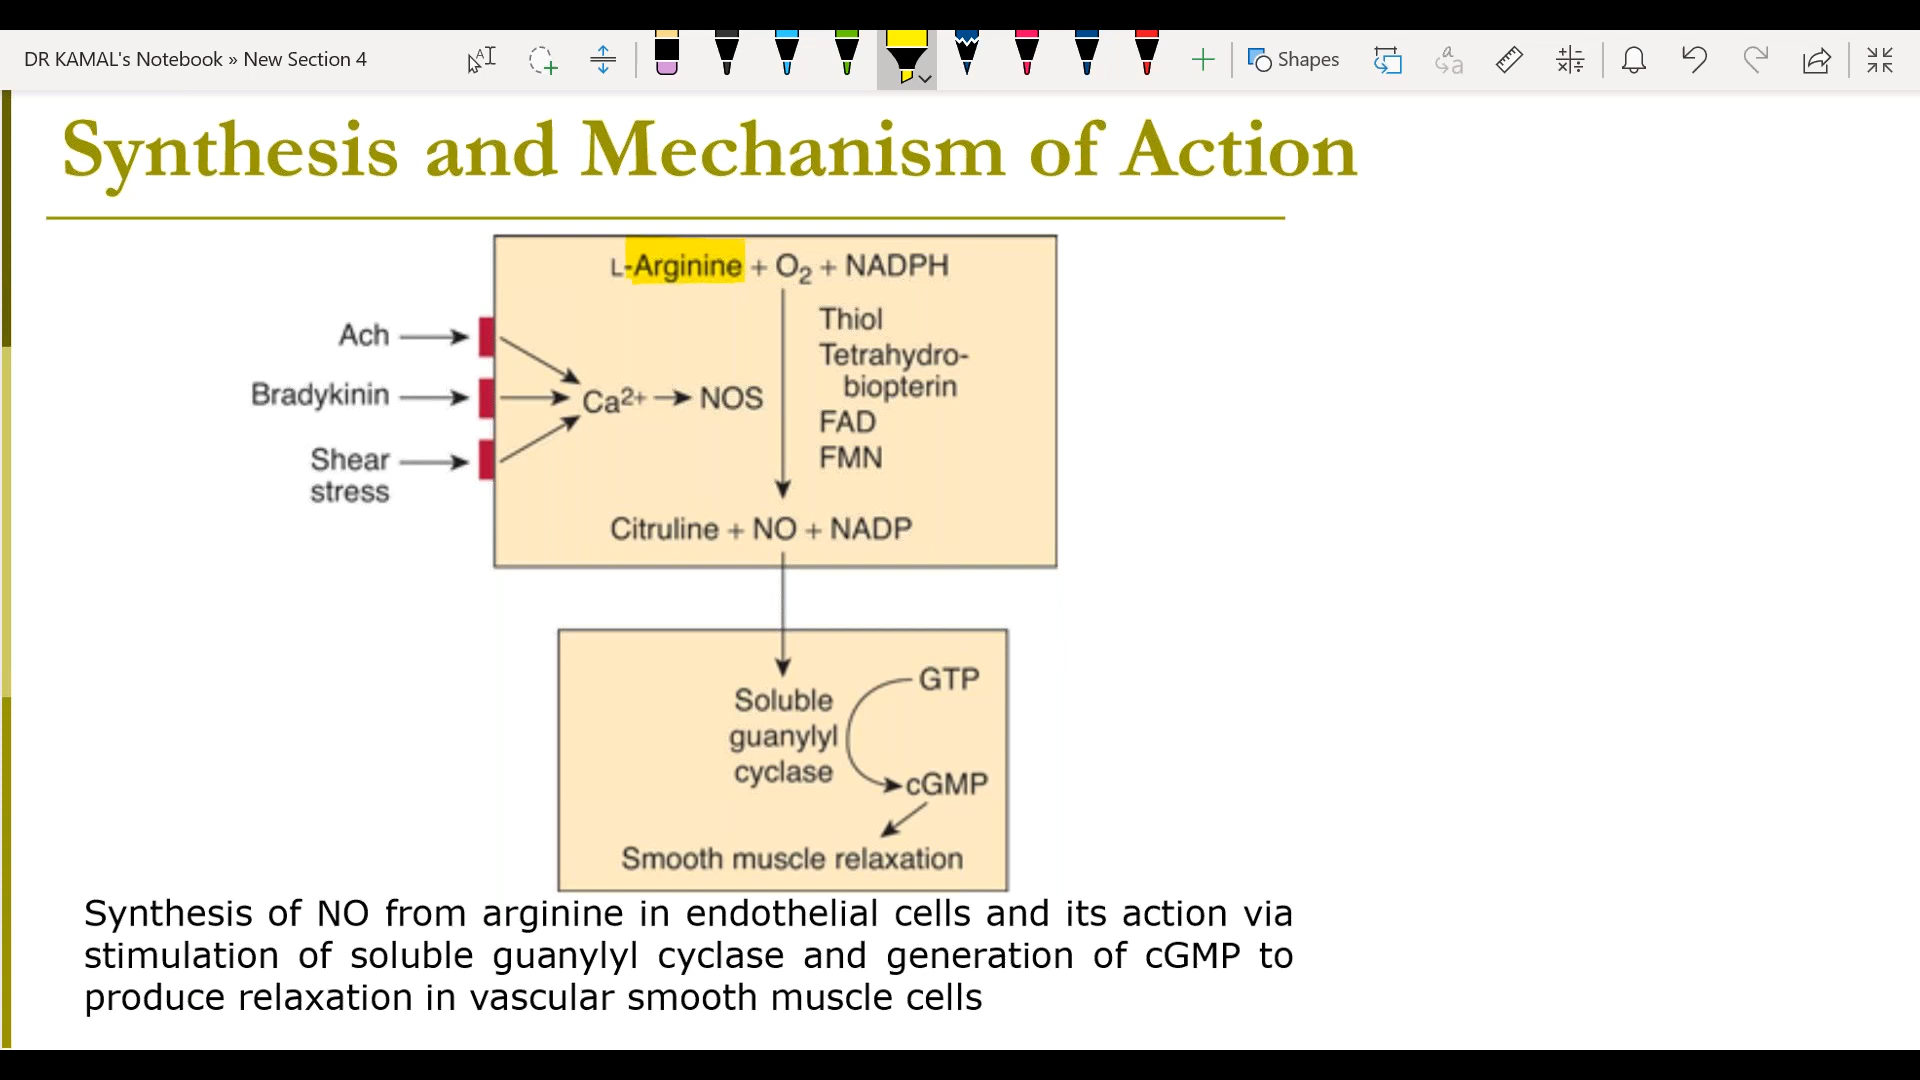 DR KAMAL's Notebook » New Section 4
Shapes
Synthesis and Mechanism of Action
L-Arginine + O2 + NADPH
Thiol
Tetrahydro-
biopterin
FAD
FMN
Ach
Bradykinin
Shear
stress
Ca2+ → NOS
Citruline + NO + NADP
Soluble
guanylyl
cyclase
GTP
cGMP
Smooth muscle relaxation
Synthesis of NO from arginine in endothelial cells and its action via
stimulation of soluble guanylyl cyclase and generation of cGMP to
produce relaxation in vascular smooth muscle cells